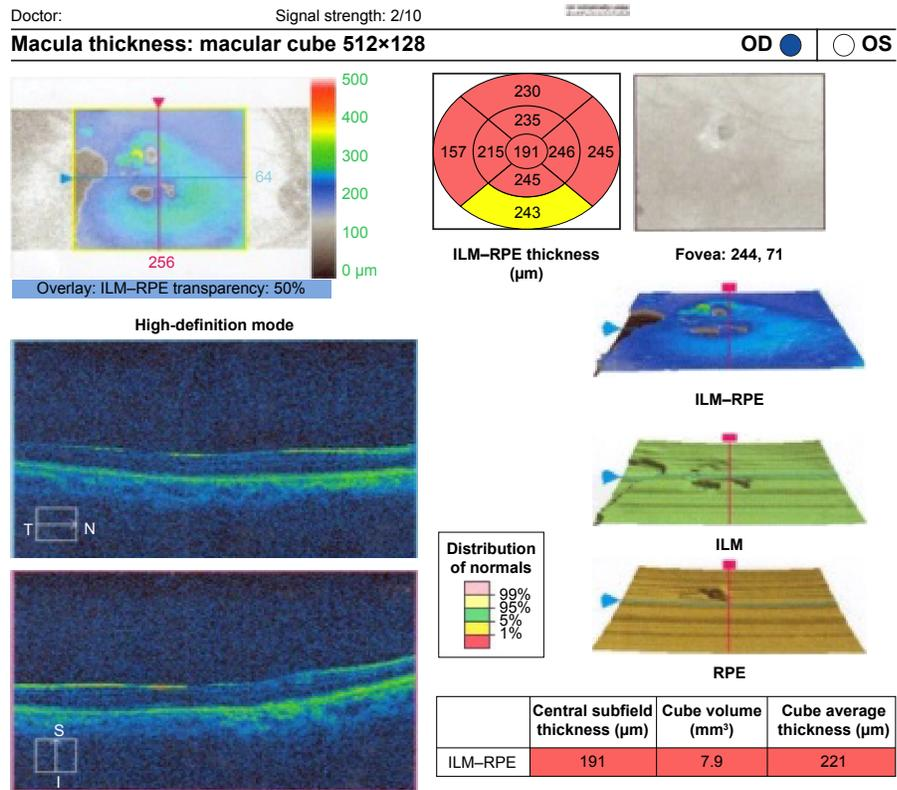 Doctor: Signal strength: 2/10
Macula thickness: macular cube 512×128 OD OS
500
400
300
200
100
0 µm
64
256
Overlay: ILM–RPE transparency: 50%
230
235
157 215 191 246 245
245
243
ILM–RPE thickness
(µm)
Fovea: 244, 71
High-definition mode
T N
S
I
ILM–RPE
ILM
RPE
Distribution
of normals
99%
95%
5%
1%
Central subfield
thickness (µm)
Cube volume
(mm³)
Cube average
thickness (µm)
ILM–RPE 191 7.9 221